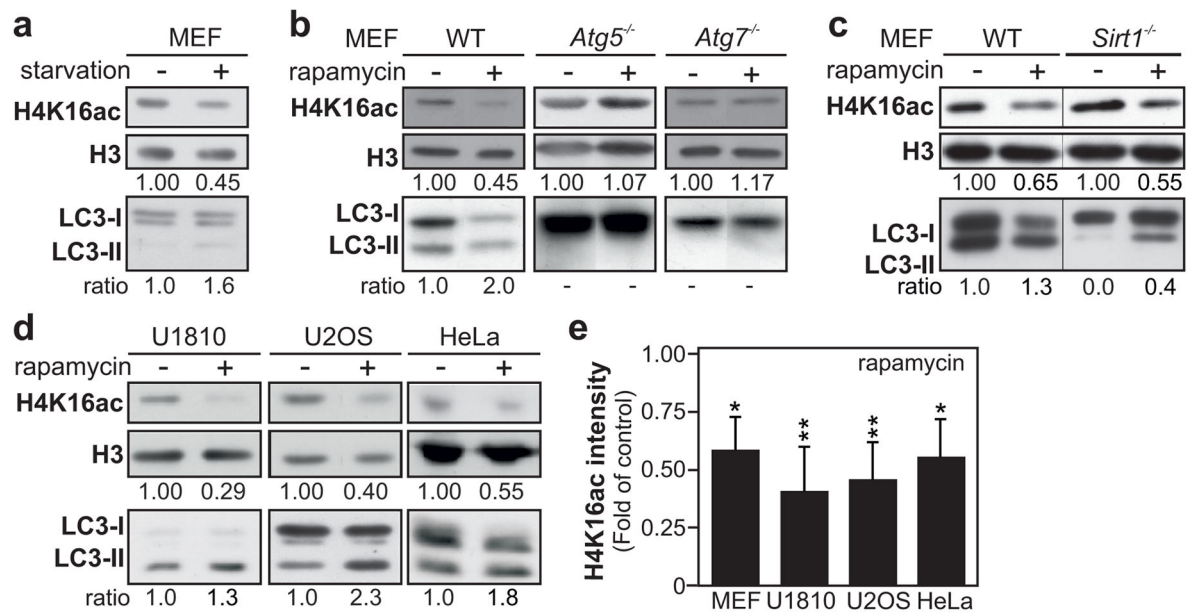 a
MEF
starvation - +
H4K16ac
H3
1.00 0.45
LC3-I
LC3-II
ratio 1.0 1.6
b
MEF WT Atg5-/- Atg7-/-
rapamycin - + - + - +
H4K16ac
H3
1.00 0.45 1.00 1.07 1.00 1.17
LC3-I
LC3-II
ratio 1.0 2.0 - - - -
c
MEF WT Sirt1-/-
rapamycin - + - +
H4K16ac
H3
1.00 0.65 1.00 0.55
LC3-I
LC3-II
ratio 1.0 1.3 0.0 0.4
d
U1810 U2OS HeLa
rapamycin - + - + - +
H4K16ac
H3
1.00 0.29 1.00 0.40 1.00 0.55
LC3-I
LC3-II
ratio 1.0 1.3 1.0 2.3 1.0 1.8
e
H4K16ac intensity
(Fold of control)
1.00
0.75
0.50
0.25
0
rapamycin
* ** ** *
MEF U1810 U2OS HeLa